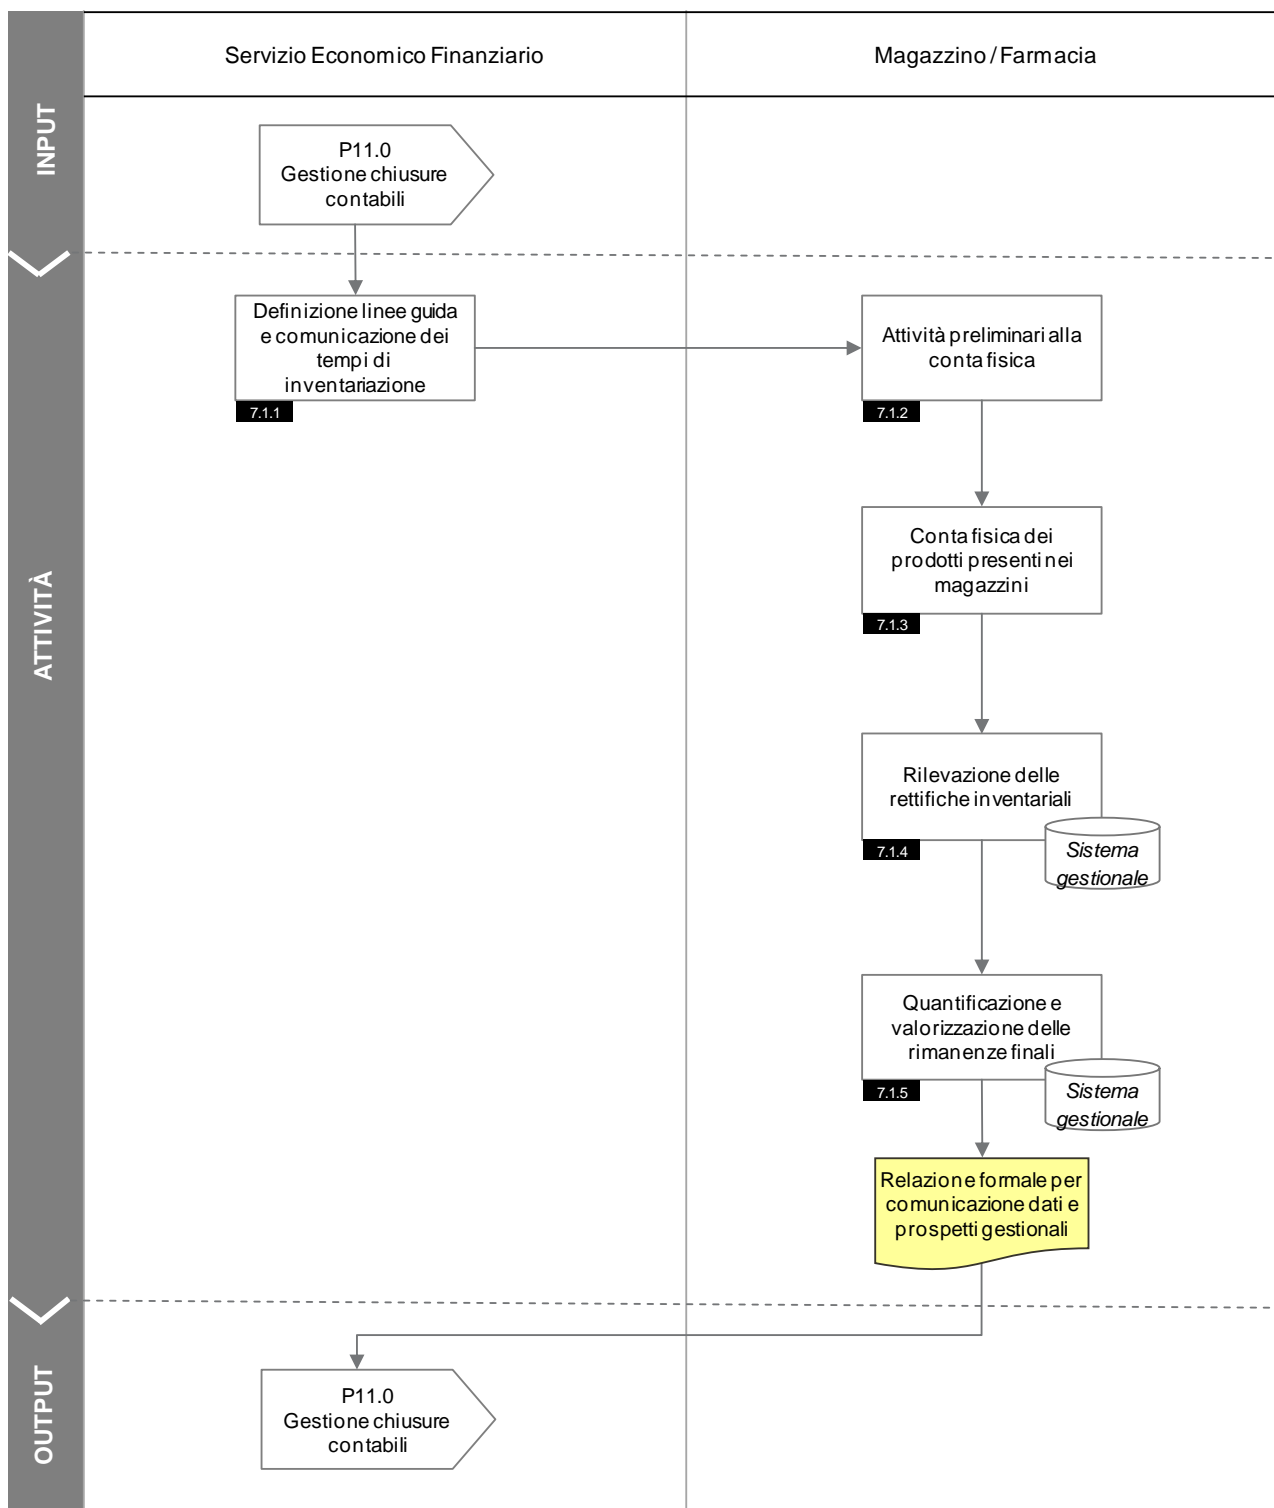 Servizio Economico Finanziario
Magazzino / Farmacia
INPUT
P11.0
Gestione chiusure
contabili
ATTIVITÀ
Definizione linee guida
e comunicazione dei
tempi di
inventariazione
7.1.1
Attività preliminari alla
conta fisica
7.1.2
Conta fisica dei
prodotti presenti nei
magazzini
7.1.3
Rilevazione delle
rettifiche inventariali
7.1.4
Sistema
gestionale
Quantificazione e
valorizzazione delle
rimanenze finali
7.1.5
Sistema
gestionale
Relazione formale per
comunicazione dati e
prospetti gestionali
OUTPUT
P11.0
Gestione chiusure
contabili